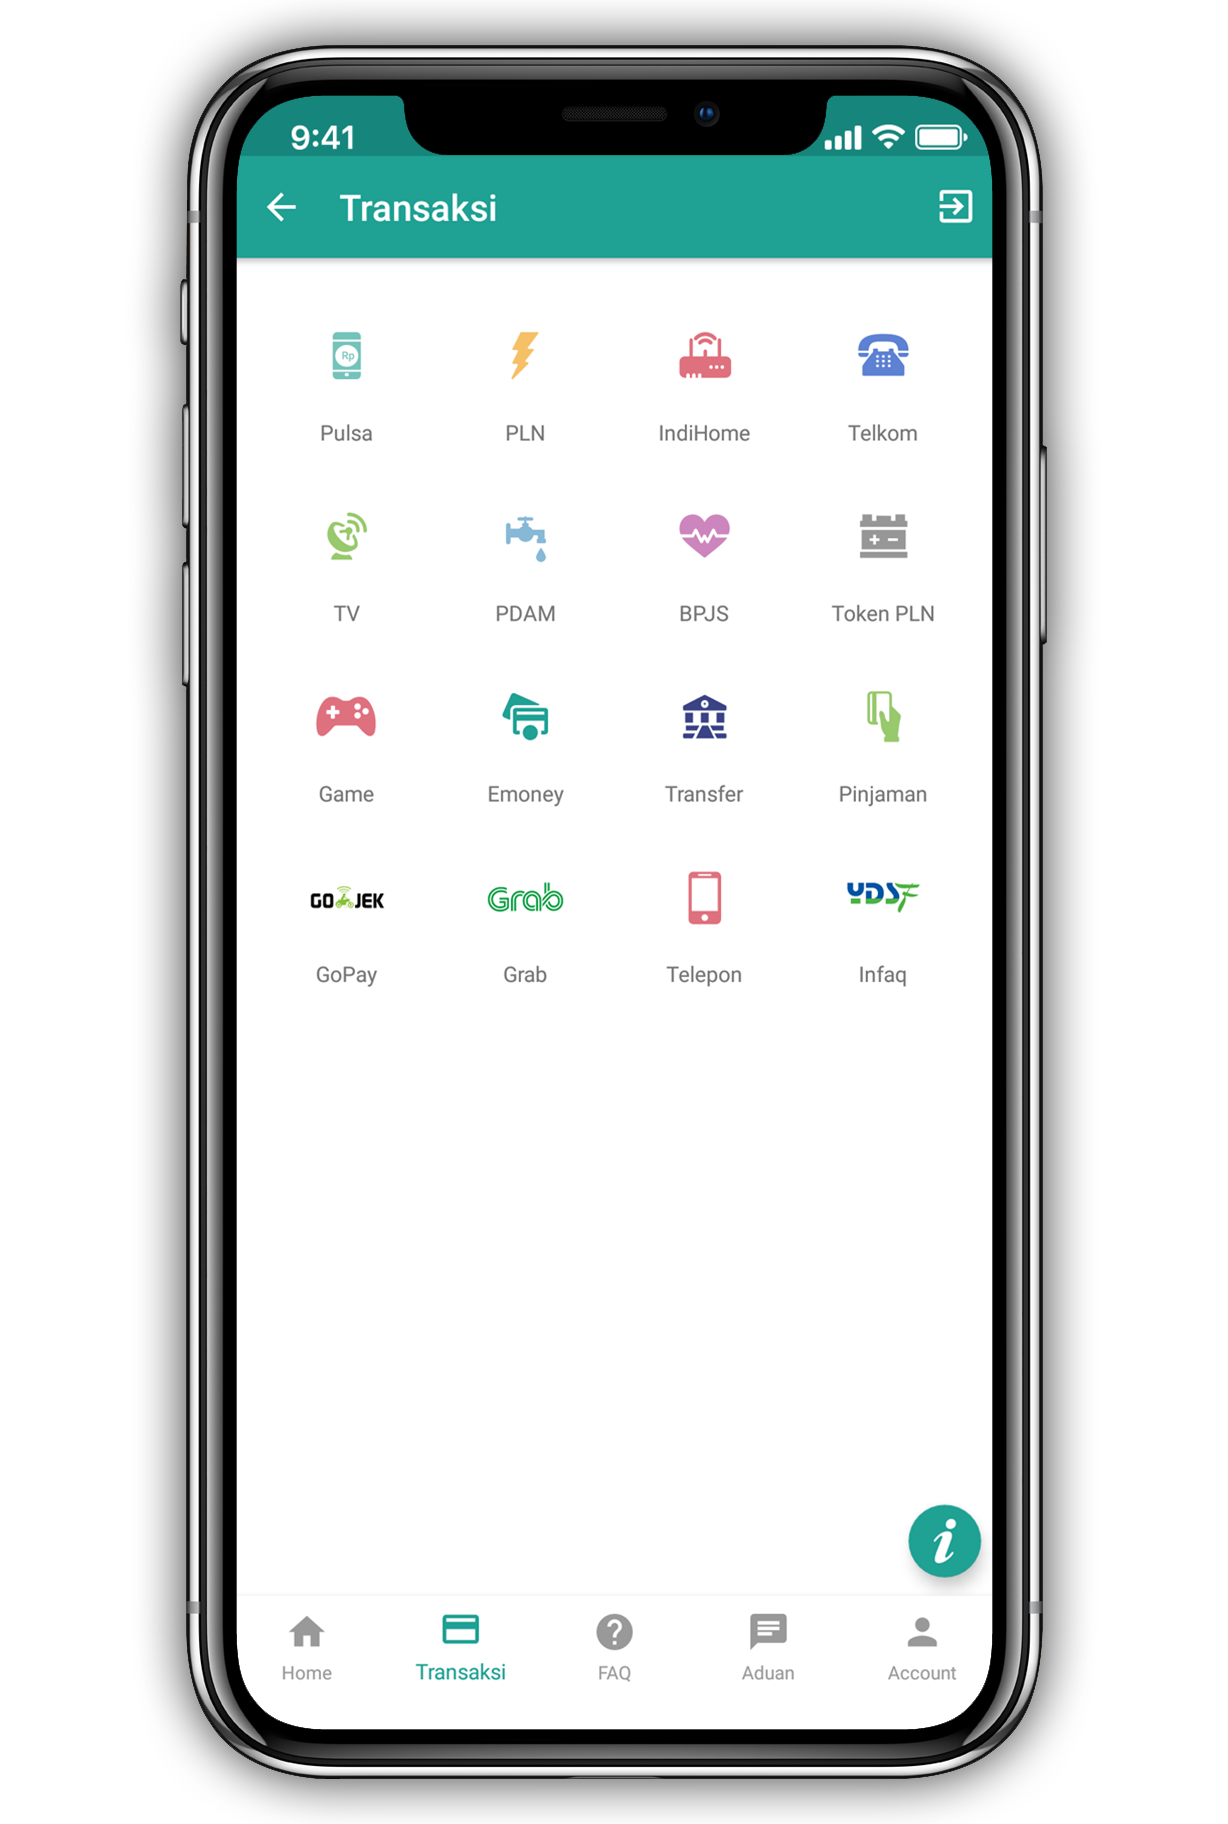 9:41
Transaksi
Rp
Pulsa PLN IndiHome Telkom
TV PDAM BPJS Token PLN
Game Emoney Transfer Pinjaman
GOJEK Grab YDSF
GoPay Grab Telepon Infaq
i
Home Transaksi FAQ Aduan Account